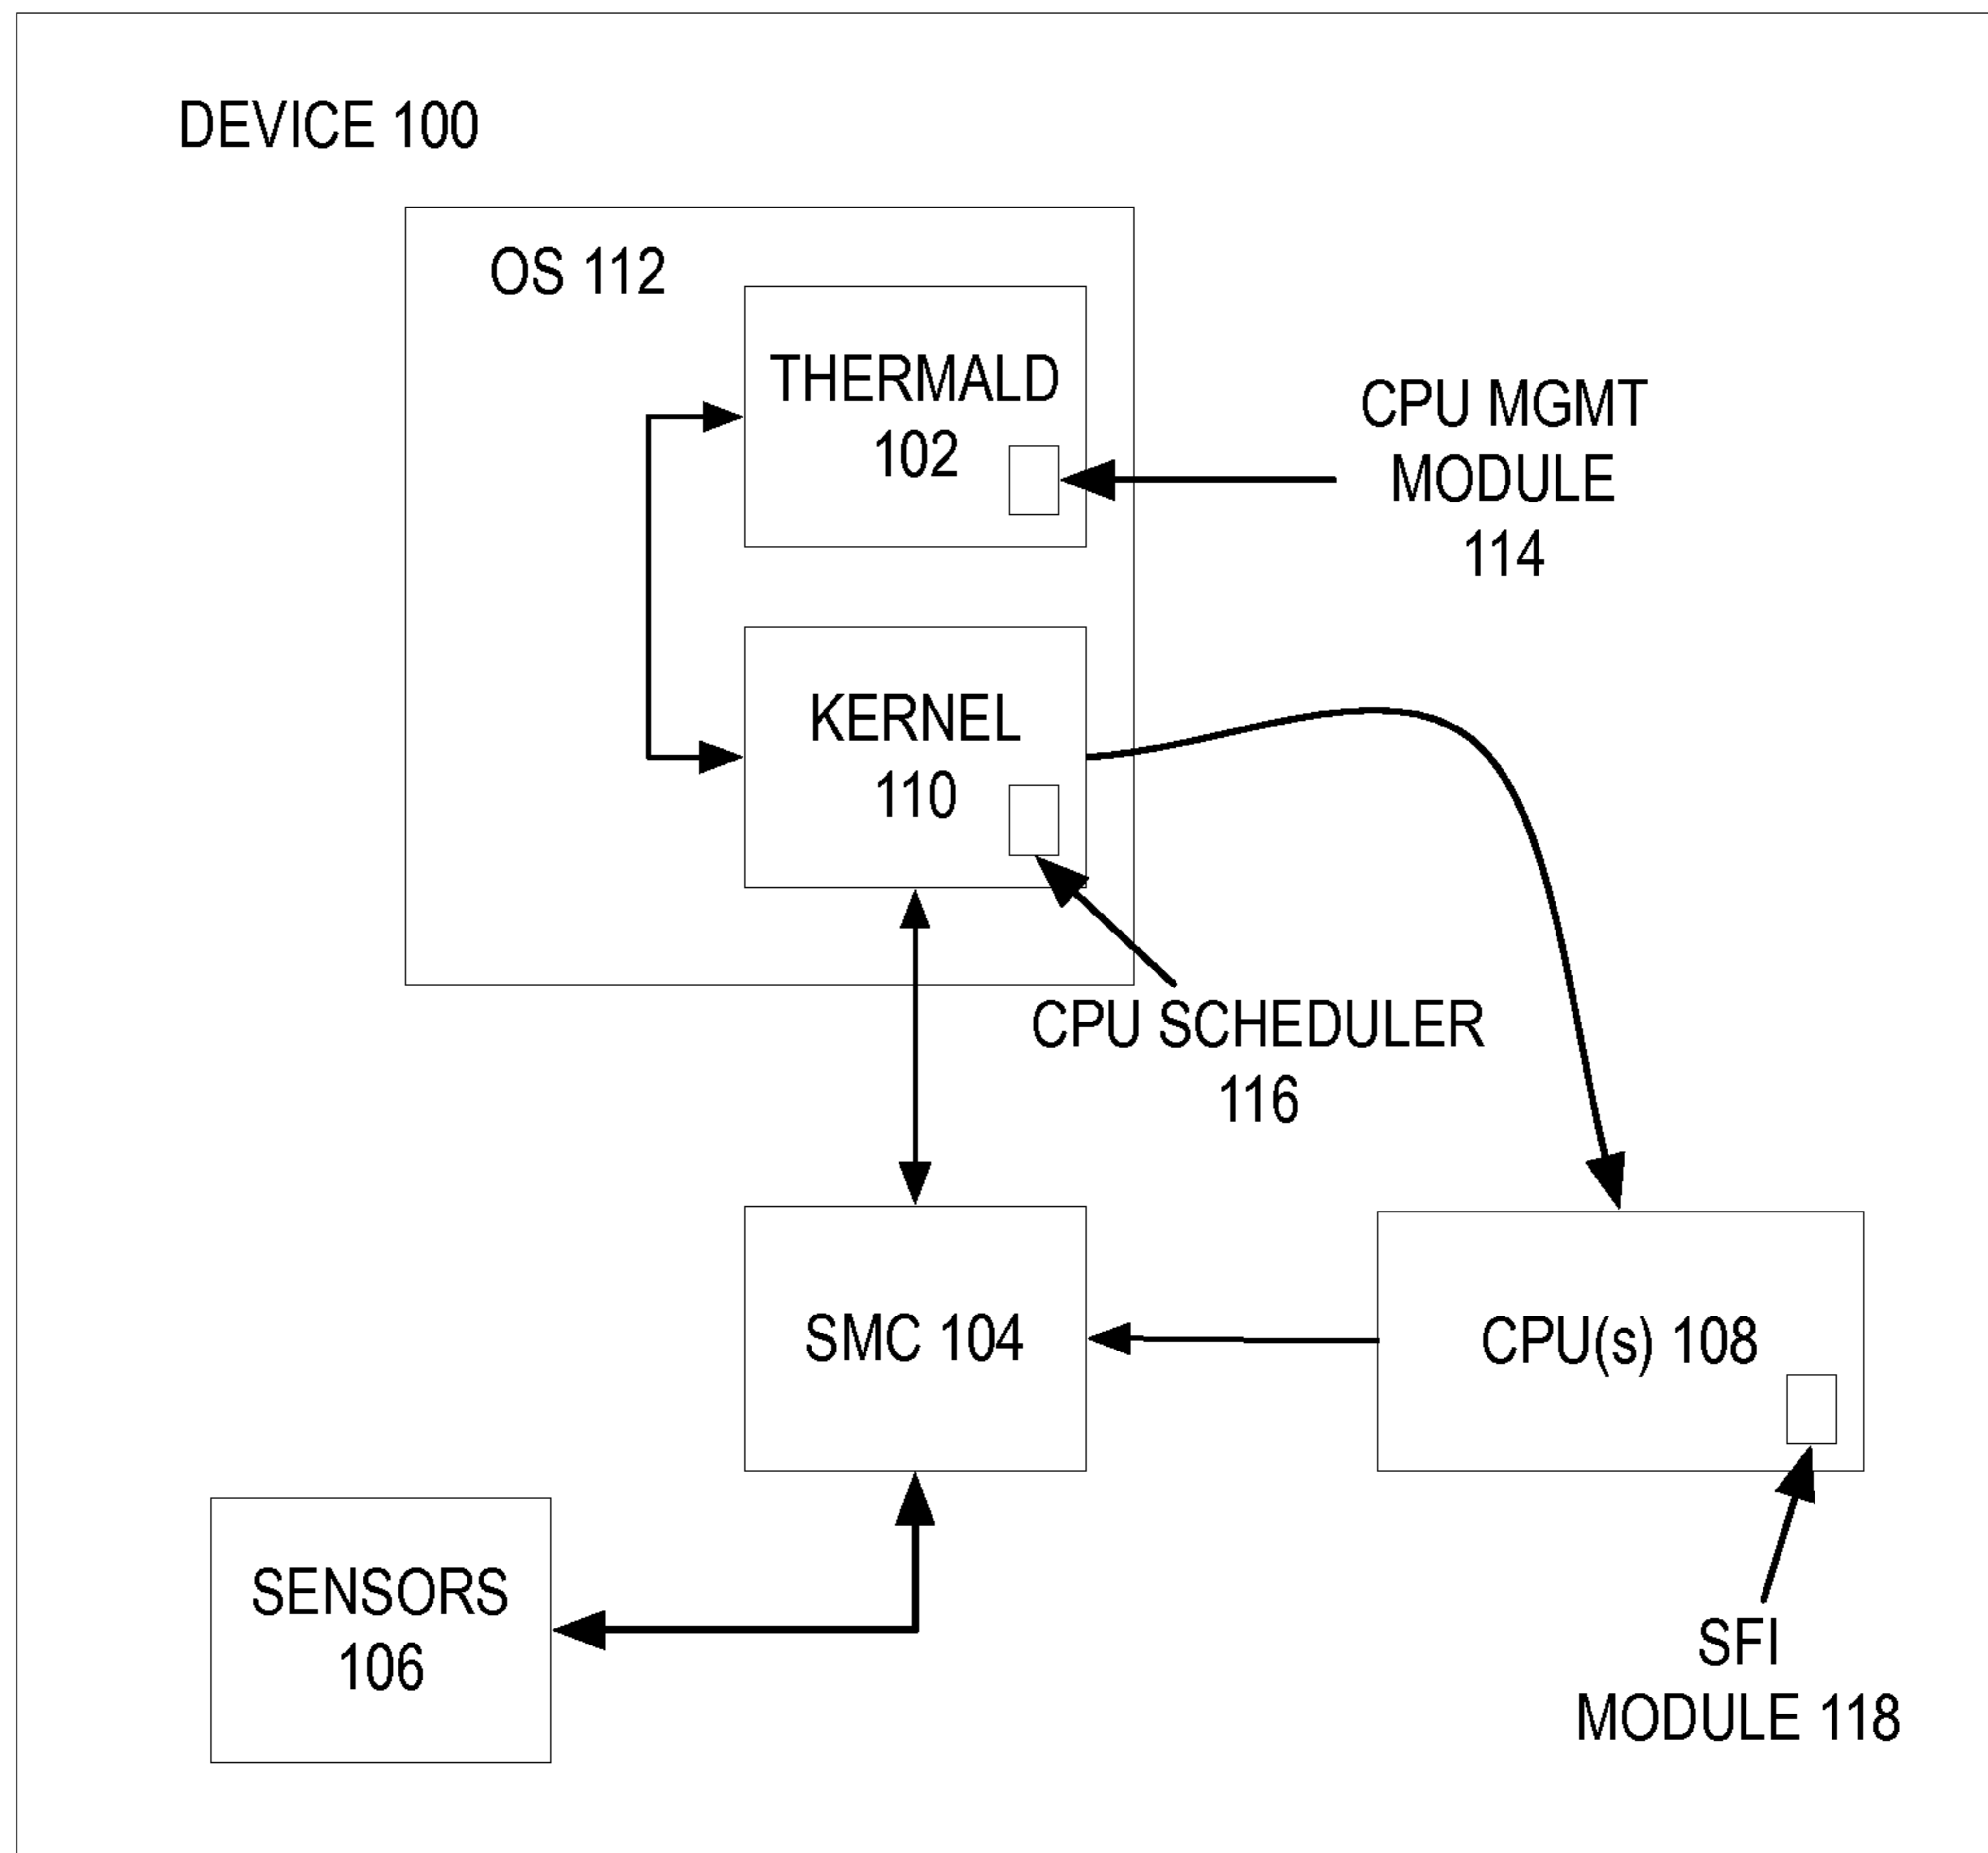 DEVICE 100
OS 112
THERMALD
102
CPU MGMT
MODULE
114
KERNEL
110
CPU SCHEDULER
116
SMC 104
CPU(s) 108
SENSORS
106
SFI
MODULE 118